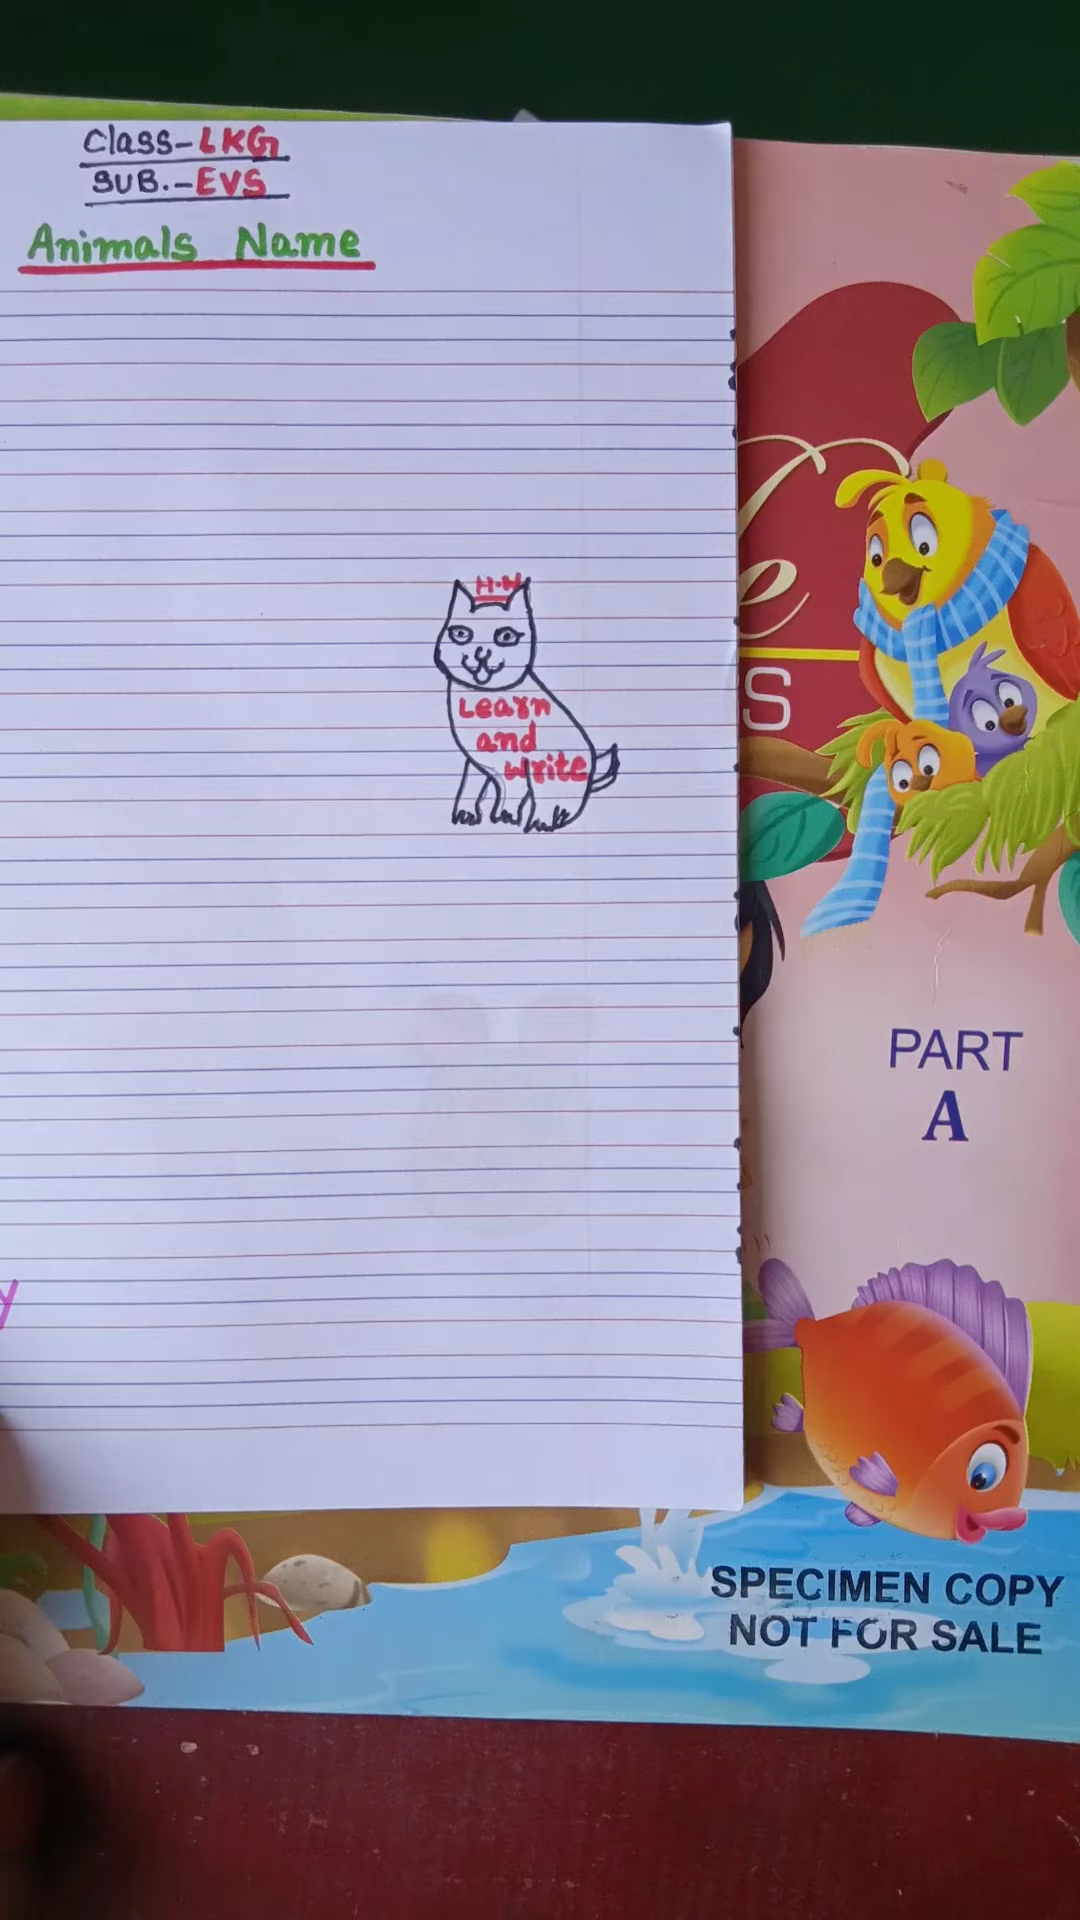 Class-LKG
SUB.-EVS
Animals Name
H.W
Learn
and
Write
y
S
PART
A
SPECIMEN COPY
NOT FOR SALE